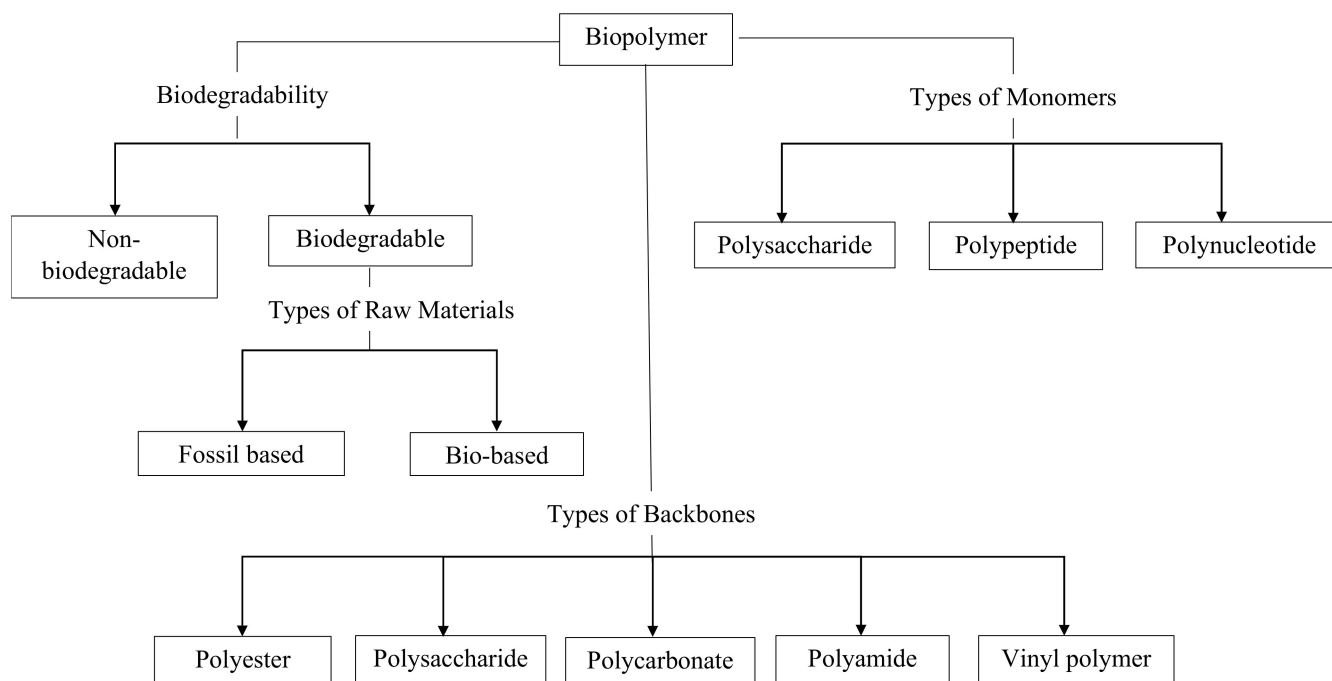 Biopolymer
Biodegradability
Types of Monomers
Non-
biodegradable
Biodegradable
Polysaccharide
Polypeptide
Polynucleotide
Types of Raw Materials
Fossil based
Bio-based
Types of Backbones
Polyester
Polysaccharide
Polycarbonate
Polyamide
Vinyl polymer